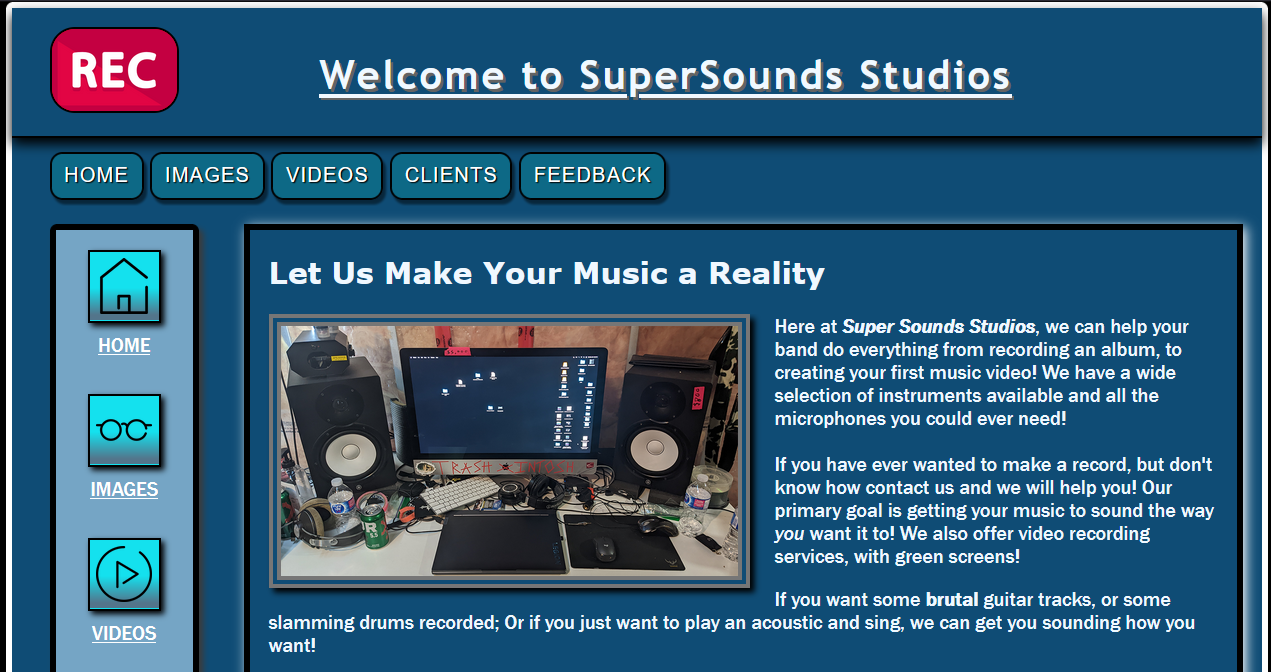 REC
Welcome to SuperSounds Studios
HOME
IMAGES
VIDEOS
CLIENTS
FEEDBACK
HOME
IMAGES
VIDEOS
Let Us Make Your Music a Reality
TRASH
Here at Super Sounds Studios, we can help your
band do everything from recording an album, to
creating your first music video! We have a wide
selection of instruments available and all the
microphones you could ever need!
If you have ever wanted to make a record, but don't
know how contact us and we will help you! Our
primary goal is getting your music to sound the way
you want it to! We also offer video recording
services, with green screens!
If you want some brutal guitar tracks, or some
slamming drums recorded; Or if you just want to play an acoustic and sing, we can get you sounding how you
want!